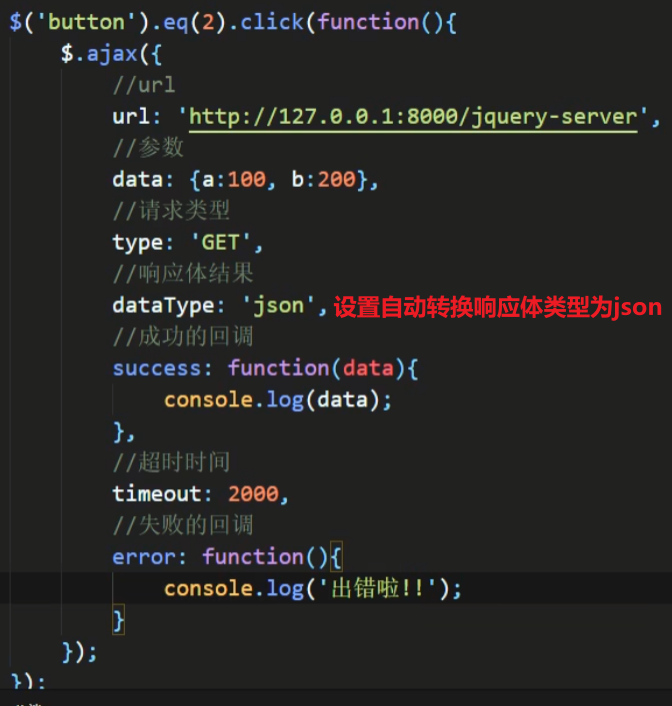 $('button').eq(2).click(function(){
$.ajax({
//url
url: 'http://127.0.0.1:8000/jquery-server',
//参数
data: {a:100, b:200},
//请求类型
type: 'GET',
//响应体结果
dataType: 'json', 设置自动转换响应体类型为json
//成功的回调
success: function(data){
console.log(data);
},
//超时时间
timeout: 2000,
//失败的回调
error: function(){
console.log('出错啦!!');
}
});
});